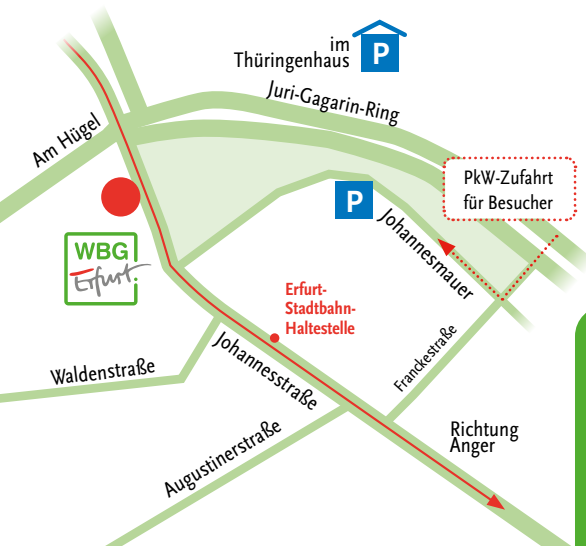 im
Thüringenhaus
P
Juri-Gagarin-Ring
Am Hügel
PkW-Zufahrt
für Besucher
P
Johannesmauer
WBG
Erfurt
Erfurt-
Stadtbahn-
Haltestelle
Franckestraße
Waldenstraße
Johannesstraße
Richtung
Anger
Augustinerstraße